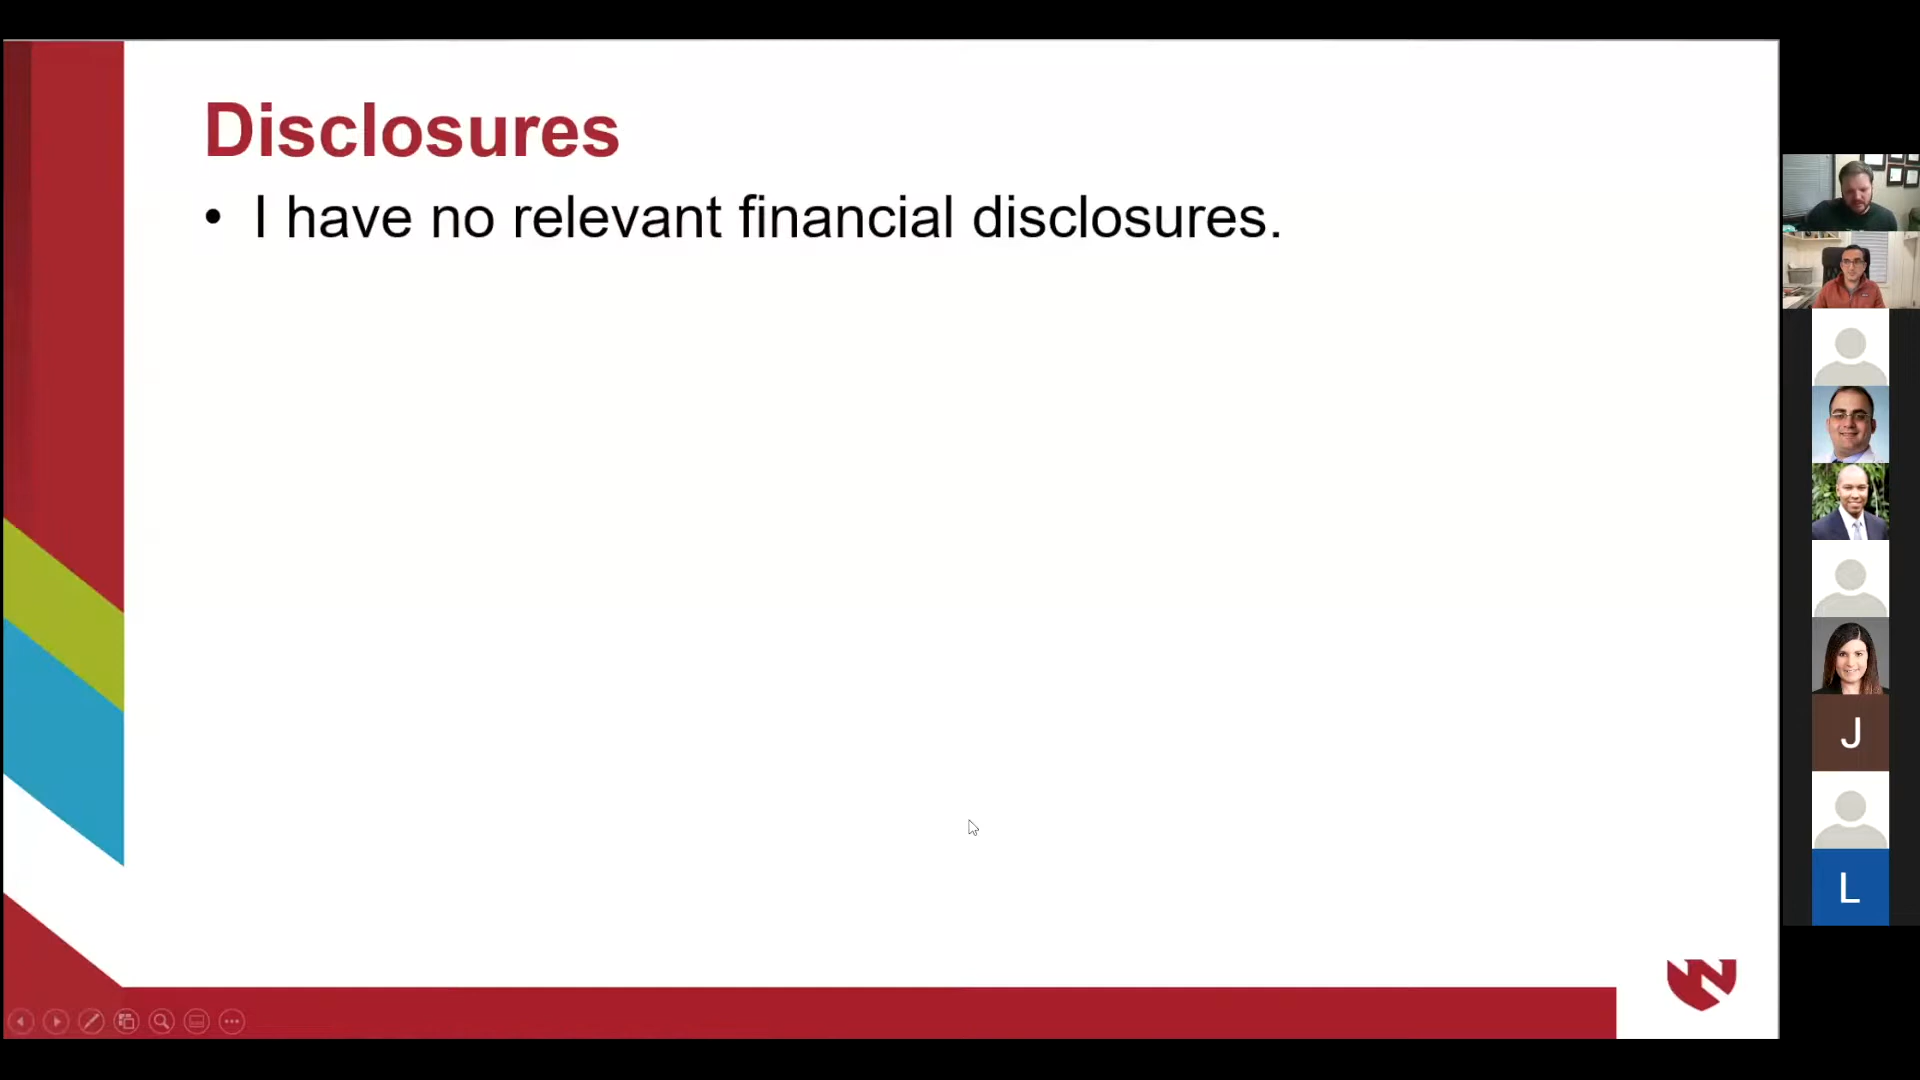 Disclosures
• I have no relevant financial disclosures.
J
L